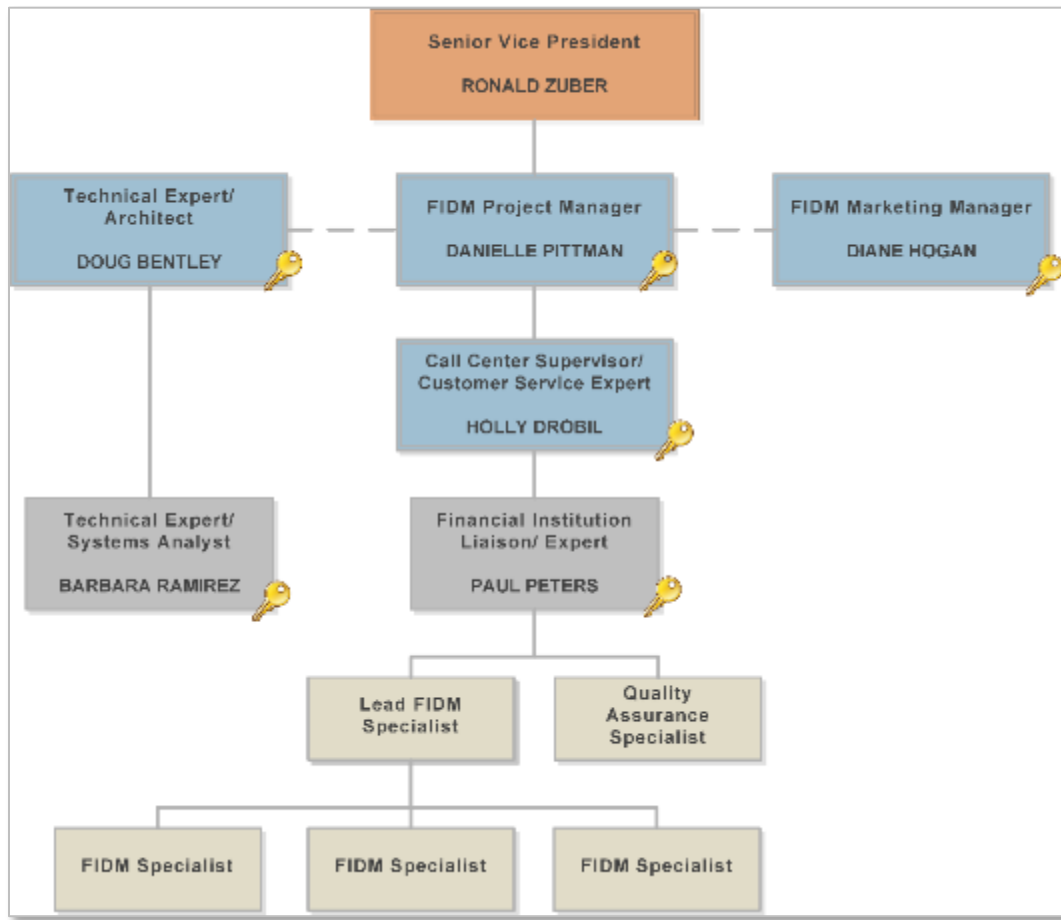 Senior Vice President
RONALD ZUBER
Technical Expert/
Architect
DOUG BENTLEY
FIDM Project Manager
DANIELLE PITTMAN
FIDM Marketing Manager
DIANE HOGAN
Call Center Supervisor/
Customer Service Expert
HOLLY DROBIL
Technical Expert/
Systems Analyst
BARBARA RAMIREZ
Financial Institution
Liaison/ Expert
PAUL PETERS
Lead FIDM
Specialist
Quality
Assurance
Specialist
FIDM Specialist
FIDM Specialist
FIDM Specialist